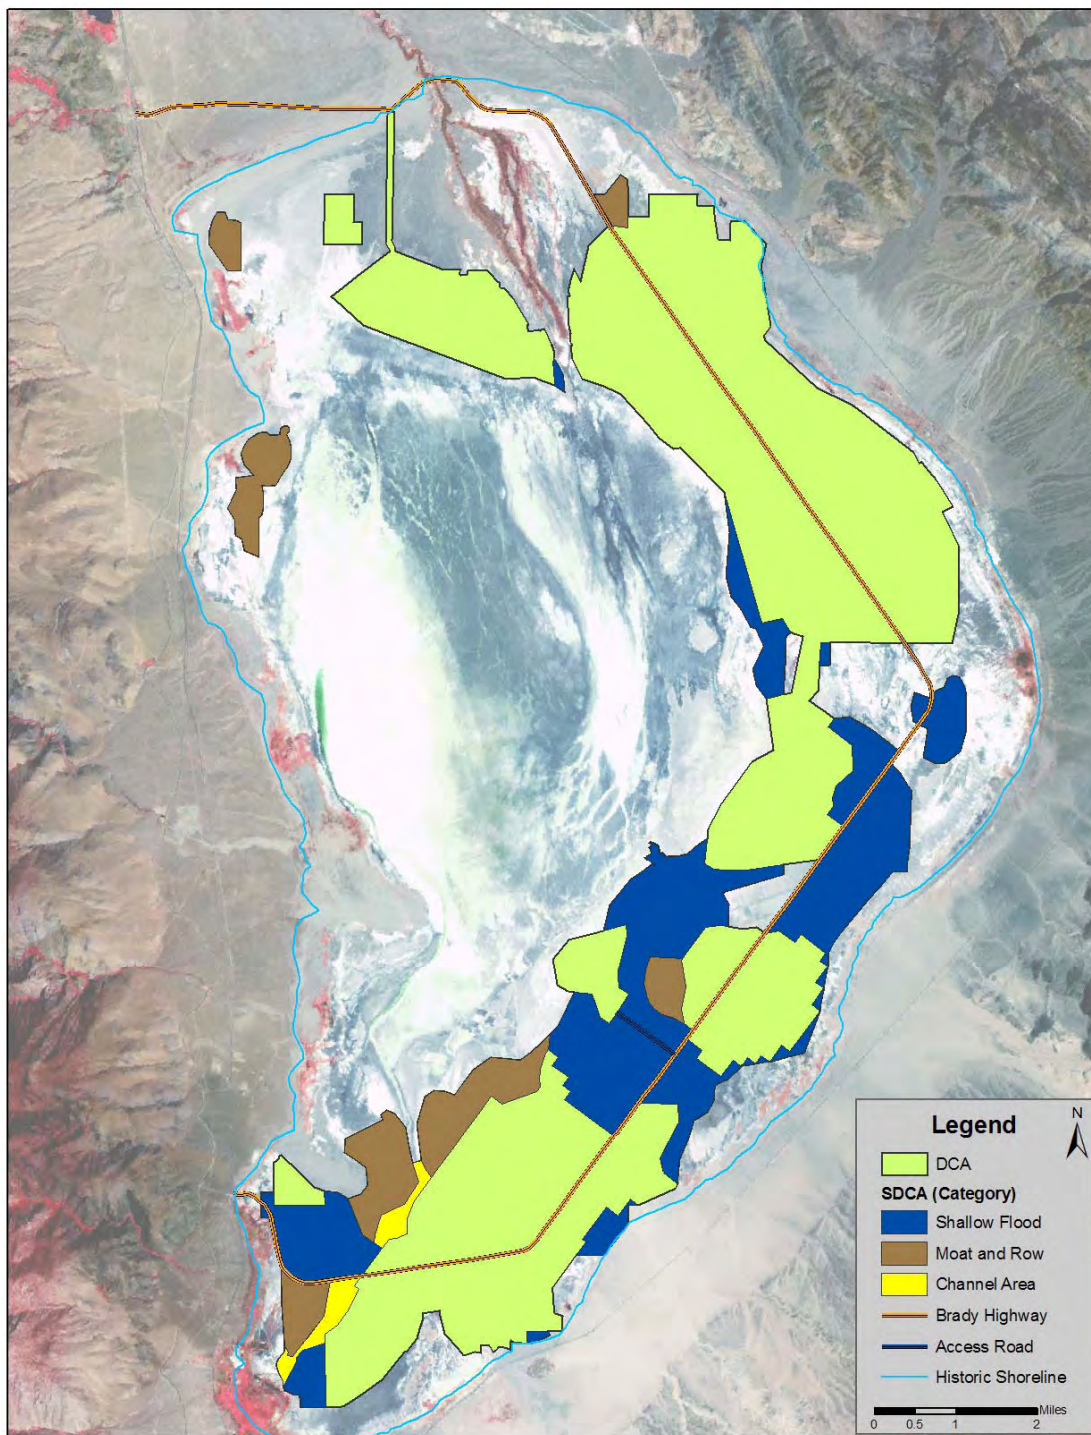 Legend
N
DCA
SDCA (Category)
Shallow Flood
Moat and Row
Channel Area
Brady Highway
Access Road
Historic Shoreline
Miles
0 0.5 1 2